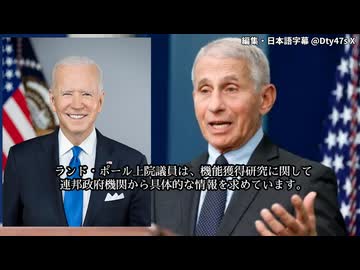 編集・日本語字幕 @Dty47sX
ランド・ポール上院議員は、機能獲得研究に関して
連邦政府機関から具体的な情報を求めています。